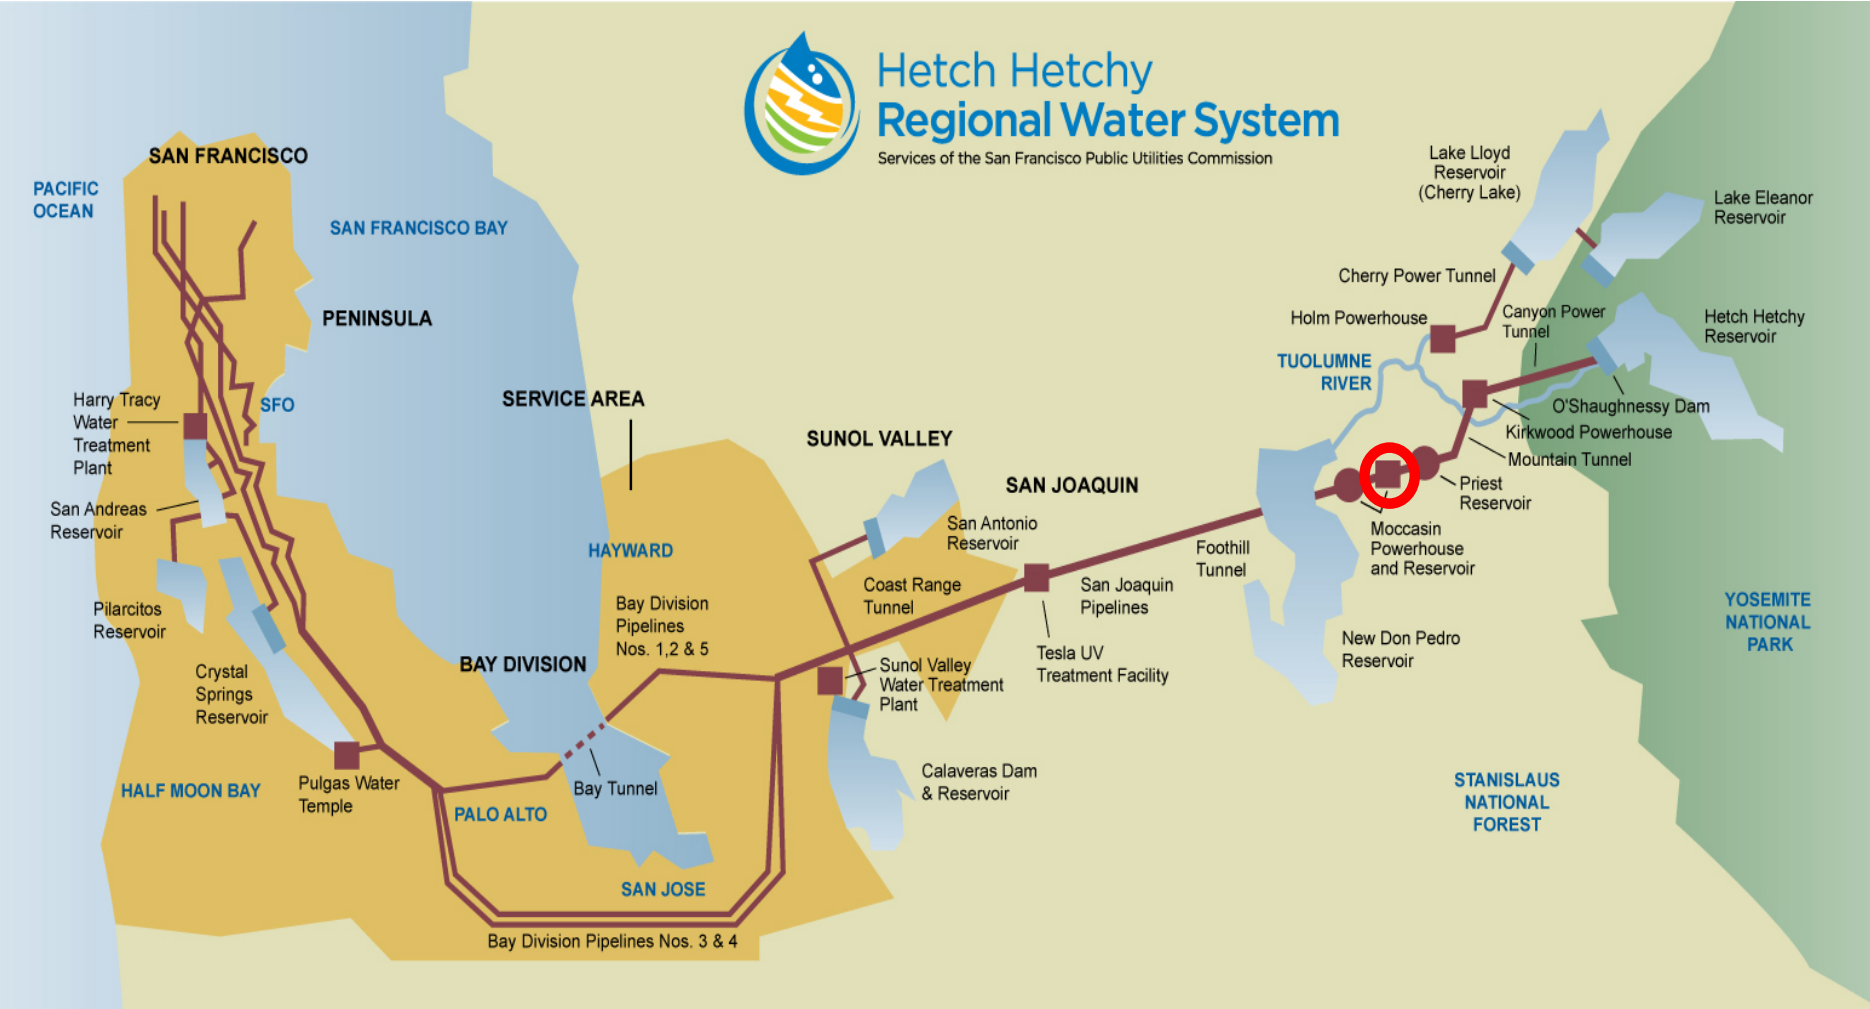 Hetch Hetchy
Regional Water System
Services of the San Francisco Public Utilities Commission
SAN FRANCISCO
PACIFIC
OCEAN
SAN FRANCISCO BAY
PENINSULA
Harry Tracy
Water
Treatment
Plant
SFO
San Andreas
Reservoir
Pilarcitos
Reservoir
Crystal
Springs
Reservoir
HALF MOON BAY
Pulgas Water
Temple
SERVICE AREA
HAYWARD
Bay Division
Pipelines
Nos. 1,2 & 5
BAY DIVISION
Bay Tunnel
PALO ALTO
SAN JOSE
Bay Division Pipelines Nos. 3 & 4
SUNOL VALLEY
San Antonio
Reservoir
Coast Range
Tunnel
Sunol Valley
Water Treatment
Plant
Calaveras Dam
& Reservoir
SAN JOAQUIN
San Joaquin
Pipelines
Tesla UV
Treatment Facility
Foothill
Tunnel
New Don Pedro
Reservoir
Moccasin
Powerhouse
and Reservoir
Priest
Reservoir
Mountain Tunnel
Kirkwood Powerhouse
O'Shaughnessy Dam
Hetch Hetchy
Reservoir
Canyon Power
Tunnel
TUOLUMNE
RIVER
Holm Powerhouse
Cherry Power Tunnel
Lake Lloyd
Reservoir
(Cherry Lake)
Lake Eleanor
Reservoir
YOSEMITE
NATIONAL
PARK
STANISLAUS
NATIONAL
FOREST